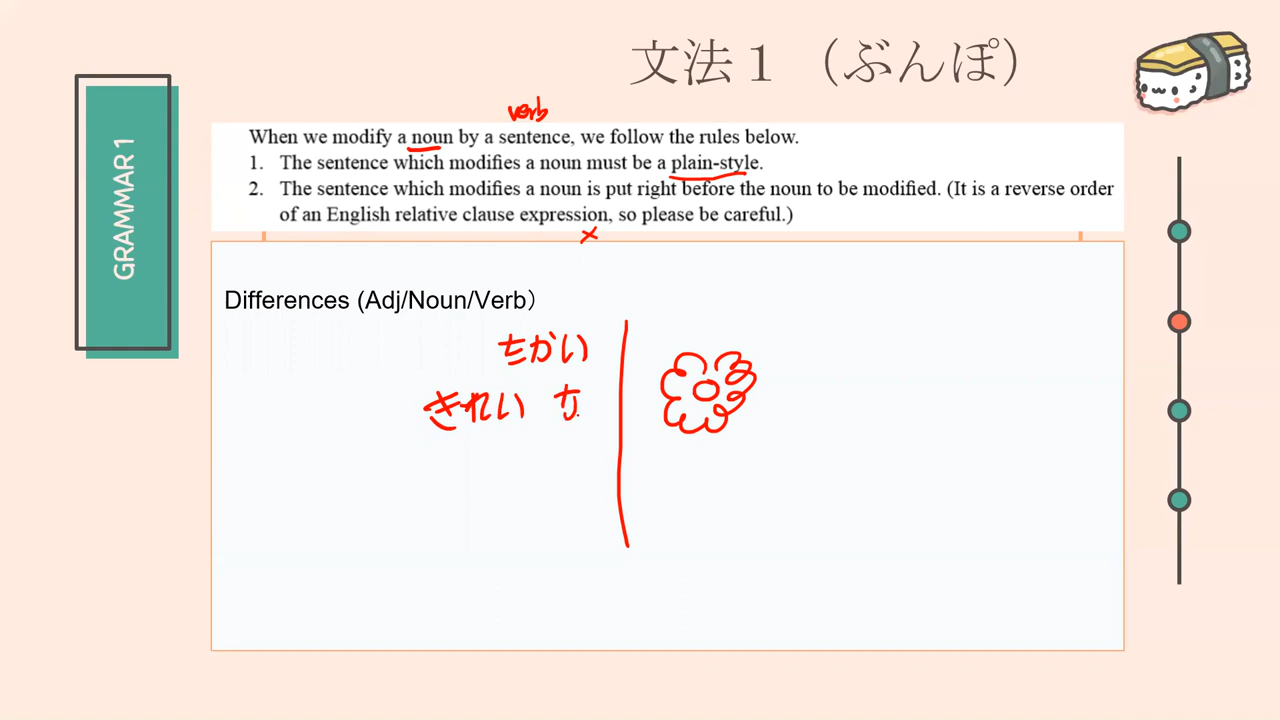 文法１（ぶんぽ）
GRAMMAR 1
verb
When we modify a noun by a sentence, we follow the rules below.
1. The sentence which modifies a noun must be a plain-style.
2. The sentence which modifies a noun is put right before the noun to be modified. (It is a reverse order
of an English relative clause expression, so please be careful.)
Differences (Adj/Noun/Verb）
ちかい
きれい な